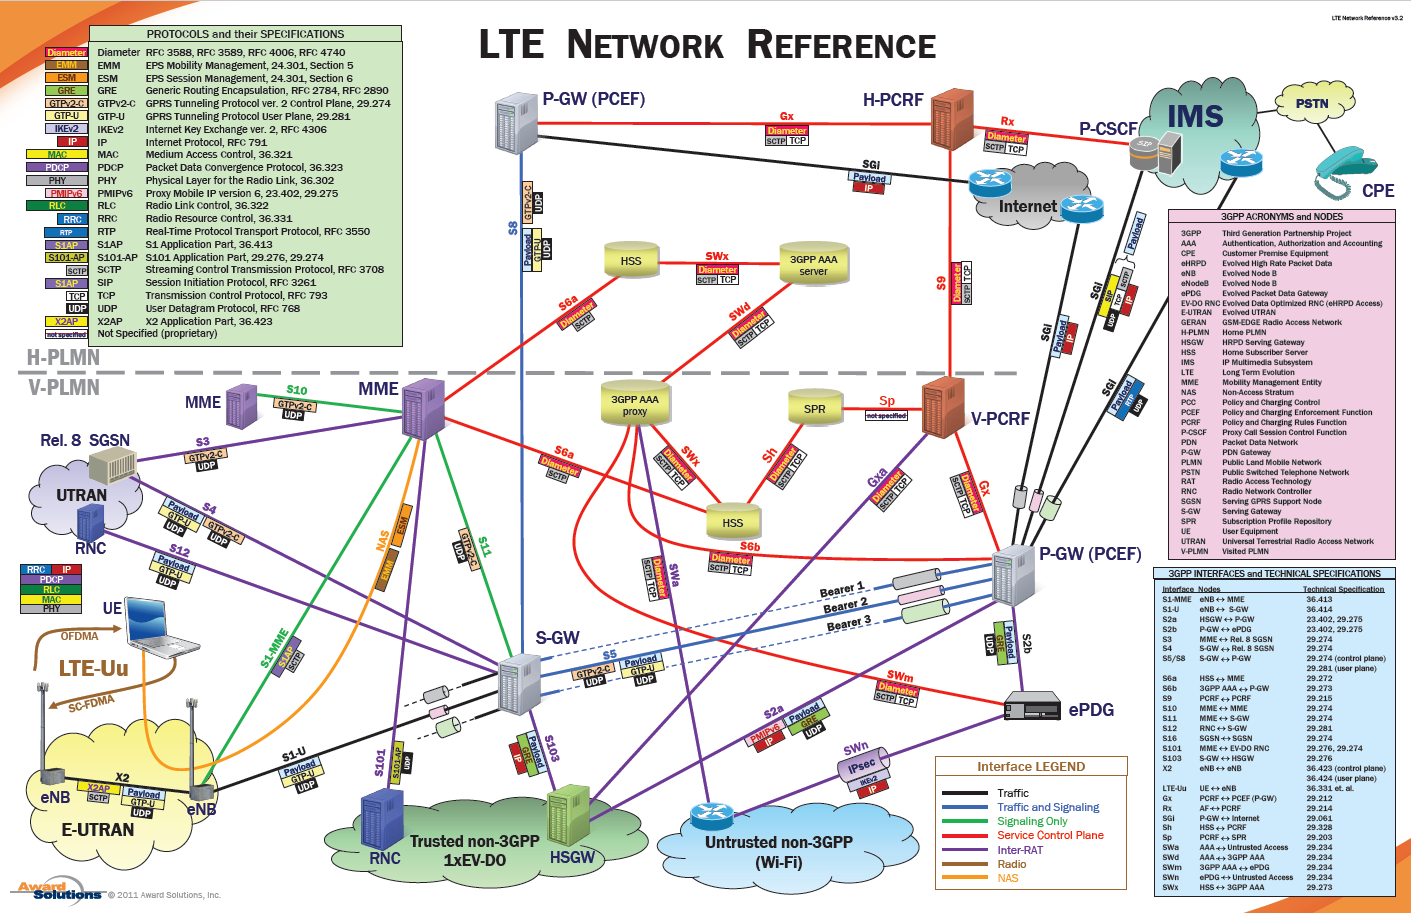 LTE Network Reference v3.2
LTE NETWORK REFERENCE
PROTOCOLS and their SPECIFICATIONS
Diameter Diameter RFC 3588, RFC 3589, RFC 4006, RFC 4740
EMM EMM EPS Mobility Management, 24.301, Section 5
ESM ESM EPS Session Management, 24.301, Section 6
GRE GRE Generic Routing Encapsulation, RFC 2784, RFC 2890
GTPv2-C GTPv2-C GPRS Tunneling Protocol ver. 2 Control Plane, 29.274
GTP-U GTP-U GPRS Tunneling Protocol User Plane, 29.281
IKEv2 IKEv2 Internet Key Exchange ver. 2, RFC 4306
IP IP Internet Protocol, RFC 791
MAC MAC Medium Access Control, 36.321
PDCP PDCP Packet Data Convergence Protocol, 36.323
PHY PHY Physical Layer for the Radio Link, 36.302
PMIPv6 PMIPv6 Proxy Mobile IP version 6, 23.402, 29.275
RLC RLC Radio Link Control, 36.322
RRC RRC Radio Resource Control, 36.331
RTP RTP Real-Time Protocol Transport Protocol, RFC 3550
S1AP S1AP S1 Application Part, 36.413
S101-AP S101-AP S101 Application Part, 29.276, 29.274
SCTP SCTP Streaming Control Transmission Protocol, RFC 3708
S1AP SIP Session Initiation Protocol, RFC 3261
TCP TCP Transmission Control Protocol, RFC 793
UDP UDP User Datagram Protocol, RFC 768
X2AP X2AP X2 Application Part, 36.423
not specified Not Specified (proprietary)
H-PLMN
V-PLMN
P-GW (PCEF)
Gx
Diameter
SCTP TCP
H-PCRF
Rx
Diameter
SCTP TCP
P-CSCF
SIP
IMS
PSTN
CPE
SGi
Payload
IP
Internet
S8
GTPv2-C
UDP
Payload
GTP-U
UDP
HSS
SWx
Diameter
SCTP TCP
3GPP AAA
server
S6a
Diameter
SCTP
SWd
Diameter
SCTP TCP
S9
Diameter
SCTP TCP
SGi
Payload
IP
SGi
Payload
SIP
TCP SCTP
UDP
IP
SGi
Payload
RTP
UDP
MME
S10
GTPv2-C
UDP
MME
3GPP AAA
proxy
SPR
Sp
not specified
V-PCRF
Rel. 8 SGSN
S3
GTPv2-C
UDP
UTRAN
RNC
S4
Payload
GTP-U
UDP
GTPv2-C
UDP
S12
Payload
GTP-U
UDP
NAS
ESM
EMM
S11
GTPv2-C
UDP
S6a
Diameter
SCTP
SWx
Diameter
SCTP TCP
Sh
Diameter
SCTP TCP
HSS
Gxa
Diameter
SCTP TCP
Gx
Diameter
SCTP TCP
S6b
Diameter
SCTP TCP
SWa
Diameter
SCTP TCP
P-GW (PCEF)
Bearer 1
Bearer 2
Bearer 3
S5
GTPv2-C
UDP
Payload
GTP-U
UDP
S-GW
S2b
Payload
GRE
UDP
SWm
Diameter
SCTP TCP
ePDG
S2a
PMIPv6
IP
Payload
GRE
UDP
SWn
IPsec
IKEv2
IP
RRC IP
PDCP
RLC
MAC
PHY
UE
OFDMA
LTE-Uu
SC-FDMA
S1-MME
S1AP
SCTP
S1-U
Payload
GTP-U
UDP
X2
X2AP
SCTP
Payload
GTP-U
UDP
eNB
eNB
E-UTRAN
S101
S101-AP
UDP
S103
Payload
GRE
IP
RNC
Trusted non-3GPP
1xEV-DO
HSGW
Untrusted non-3GPP
(Wi-Fi)
Interface LEGEND
Traffic
Traffic and Signaling
Signaling Only
Service Control Plane
Inter-RAT
Radio
NAS
3GPP ACRONYMS and NODES
3GPP Third Generation Partnership Project
AAA Authentication, Authorization and Accounting
CPE Customer Premise Equipment
eHRPD Evolved High Rate Packet Data
eNB Evolved Node B
eNodeB Evolved Node B
ePDG Evolved Packet Data Gateway
EV-DO RNC Evolved Data Optimized RNC (eHRPD Access)
E-UTRAN Evolved UTRAN
GERAN GSM-EDGE Radio Access Network
H-PLMN Home PLMN
HSGW HRPD Serving Gateway
HSS Home Subscriber Server
IMS IP Multimedia Subsystem
LTE Long Term Evolution
MME Mobility Management Entity
NAS Non-Access Stratum
PCC Policy and Charging Control
PCEF Policy and Charging Enforcement Function
PCRF Policy and Charging Rules Function
P-CSCF Proxy Call Session Control Function
PDN Packet Data Network
P-GW PDN Gateway
PLMN Public Land Mobile Network
PSTN Public Switched Telephone Network
RAT Radio Access Technology
RNC Radio Network Controller
SGSN Serving GPRS Support Node
S-GW Serving Gateway
SPR Subscription Profile Repository
UE User Equipment
UTRAN Universal Terrestrial Radio Access Network
V-PLMN Visited PLMN
3GPP INTERFACES and TECHNICAL SPECIFICATIONS
Interface Nodes Technical Specification
S1-MME eNB ↔ MME 36.413
S1-U eNB ↔ S-GW 36.414
S2a HSGW ↔ P-GW 23.402, 29.275
S2b P-GW ↔ ePDG 23.402, 29.275
S3 MME ↔ Rel. 8 SGSN 29.274
S4 S-GW ↔ Rel. 8 SGSN 29.274
S5/S8 S-GW ↔ P-GW 29.274 (control plane)
29.281 (user plane)
S6a HSS ↔ MME 29.272
S6b 3GPP AAA ↔ P-GW 29.273
S9 PCRF ↔ PCRF 29.215
S10 MME ↔ MME 29.274
S11 MME ↔ S-GW 29.274
S12 RNC ↔ S-GW 29.281
S16 SGSN ↔ SGSN 29.274
S101 MME ↔ EV-DO RNC 29.276, 29.274
S103 S-GW ↔ HSGW 29.276
X2 eNB ↔ eNB 36.423 (control plane)
36.424 (user plane)
LTE-Uu UE ↔ eNB 36.331 et. al.
Gx PCRF ↔ PCEF (P-GW) 29.212
Rx AF ↔ PCRF 29.214
SGi P-GW ↔ Internet 29.061
Sh HSS ↔ PCRF 29.328
Sp PCRF ↔ SPR 29.203
SWa AAA ↔ Untrusted Access 29.234
SWd AAA ↔ 3GPP AAA 29.234
SWm 3GPP AAA ↔ ePDG 29.234
SWn ePDG ↔ Untrusted Access 29.234
SWx HSS ↔ 3GPP AAA 29.273
Award
Solutions
© 2011 Award Solutions, Inc.